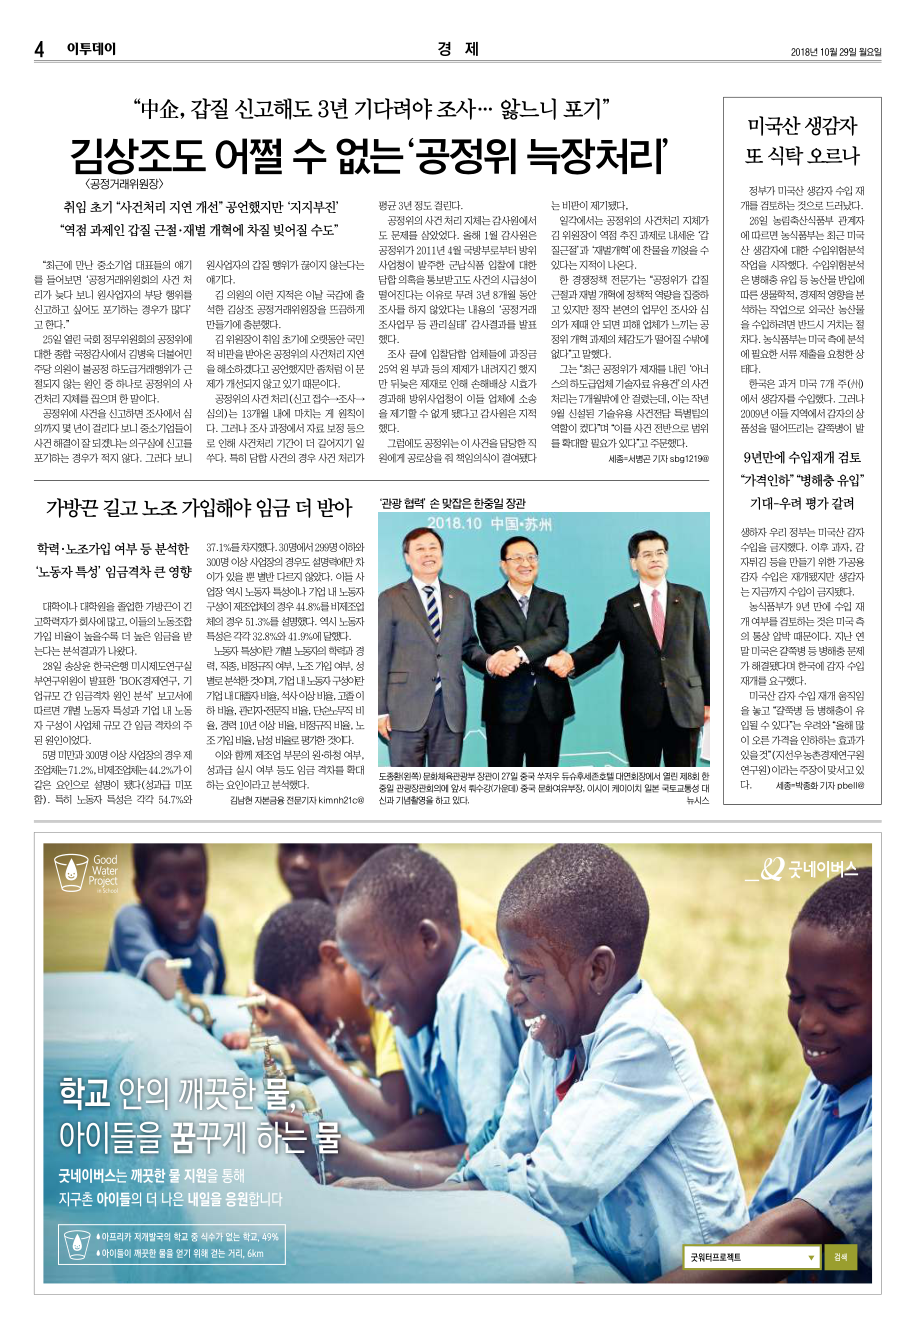 4
이투데이
경 제
2018년 10월 29일 월요일
“中企, 갑질 신고해도 3년 기다려야 조사… 앓느니 포기”
김상조도 어쩔 수 없는 ‘공정위 늑장처리’
〈공정거래위원장〉
취임 초기 “사건처리 지연 개선” 공언했지만 ‘지지부진’
“역점 과제인 갑질 근절·재벌 개혁에 차질 빚어질 수도”
“최근에 만난 중소기업 대표들의 얘기
를 들어보면 ‘공정거래위원회의 사건 처
리가 늦다 보니 원사업자의 부당 행위를
신고하고 싶어도 포기하는 경우가 많다’
고 한다.”
25일 열린 국회 정무위원회의 공정위에
대한 종합 국정감사에서 김병욱 더불어민
주당 의원이 불공정 하도급거래행위가 근
절되지 않는 원인 중 하나로 공정위의 사
건처리 지체를 꼽으며 한 말이다.
공정위에 사건을 신고하면 조사에서 심
의까지 몇 년이 걸리다 보니 중소기업들이
사건 해결이 잘 되겠냐는 의구심에 신고를
포기하는 경우가 적지 않다. 그러다 보니
원사업자의 갑질 행위가 끊이지 않는다는
얘기다.
김 의원의 이런 지적은 이날 국감에 출
석한 김상조 공정거래위원장을 뜨끔하게
만들기에 충분했다.
김 위원장이 취임 초기에 오랫동안 국민
적 비판을 받아온 공정위의 사건처리 지연
을 해소하겠다고 공언했지만 좀처럼 이 문
제가 개선되지 않고 있기 때문이다.
공정위의 사건 처리(신고 접수→조사→
심의)는 13개월 내에 마치는 게 원칙이
다. 그러나 조사 과정에서 자료 보정 등으
로 인해 사건처리 기간이 더 길어지기 일
쑤다. 특히 담합 사건의 경우 사건 처리가
평균 3년 정도 걸린다.
공정위의 사건 처리 지체는 감사원에서
도 문제를 삼았었다. 올해 1월 감사원은
공정위가 2011년 4월 국방부로부터 방위
사업청이 발주한 군납식품 입찰에 대한
담합 의혹을 통보받고도 사건의 시급성이
떨어진다는 이유로 무려 3년 8개월 동안
조사를 하지 않았다는 내용의 ‘공정거래
조사업무 등 관리실태’ 감사결과를 발표
했다.
조사 끝에 입찰담합 업체들에 과징금
25억 원 부과 등의 제제가 내려지긴 했지
만 뒤늦은 제재로 인해 손해배상 시효가
경과해 방위사업청이 이들 업체에 소송
을 제기할 수 없게 됐다고 감사원은 지적
했다.
그럼에도 공정위는 이 사건을 담당한 직
원에게 공로상을 줘 책임의식이 결여됐다
는 비판이 제기됐다.
일각에서는 공정위의 사건처리 지체가
김 위원장이 역점 추진 과제로 내세운 ‘갑
질근절’과 ‘재벌개혁’에 찬물을 끼얹을 수
있다는 지적이 나온다.
한 경쟁정책 전문가는 “공정위가 갑질
근절과 재벌 개혁에 정책적 역량을 집중하
고 있지만 정작 본연의 업무인 조사와 심
의가 제때 안 되면 피해 업체가 느끼는 공
정위 개혁 과제의 체감도가 떨어질 수밖에
없다”고 말했다.
그는 “최근 공정위가 제재를 내린 ‘아너
스의 하도급업체 기술자료 유용건’의 사건
처리는 7개월밖에 안 걸렸는데, 이는 작년
9월 신설된 기술유용 사건전담 특별팀의
역할이 컸다”며 “이를 사건 전반으로 범위
를 확대할 필요가 있다”고 주문했다.
세종=서병곤 기자 sbg1219@
미국산 생감자
또 식탁 오르나
정부가 미국산 생감자 수입 재
개를 검토하는 것으로 드러났다.
26일 농림축산식품부 관계자
에 따르면 농식품부는 최근 미국
산 생감자에 대한 수입위험분석
작업을 시작했다. 수입위험분석
은 병해충 유입 등 농산물 반입에
따른 생물학적, 경제적 영향을 분
석하는 작업으로 외국산 농산물
을 수입하려면 반드시 거치는 절
차다. 농식품부는 미국 측에 분석
에 필요한 서류 제출을 요청한 상
태다.
한국은 과거 미국 7개 주(州)
에서 생감자를 수입했다. 그러나
2009년 이들 지역에서 감자의 상
품성을 떨어뜨리는 갈쭉병이 발
9년만에 수입재개 검토
“가격인하” “병해충 유입”
기대-우려 평가 갈려
생하자 우리 정부는 미국산 감자
수입을 금지했다. 이후 과자, 감
자튀김 등을 만들기 위한 가공용
감자 수입은 재개됐지만 생감자
는 지금까지 수입이 금지됐다.
농식품부가 9년 만에 수입 재
개 여부를 검토하는 것은 미국 측
의 통상 압박 때문이다. 지난 연
말 미국은 갈쭉병 등 병해충 문제
가 해결됐다며 한국에 감자 수입
재개를 요구했다.
미국산 감자 수입 재개 움직임
을 놓고 “갈쭉병 등 병해충이 유
입될 수 있다”는 우려와 “올해 많
이 오른 가격을 인하하는 효과가
있을 것”(지선우 농촌경제연구원
연구원)이라는 주장이 맞서고 있
다. 세종=박종화 기자 pbell@
가방끈 길고 노조 가입해야 임금 더 받아
학력·노조가입 여부 등 분석한
‘노동자 특성’ 임금격차 큰 영향
대학이나 대학원을 졸업한 가방끈이 긴
고학력자가 회사에 많고, 이들의 노동조합
가입 비율이 높을수록 더 높은 임금을 받
는다는 분석결과가 나왔다.
28일 송상윤 한국은행 미시제도연구실
부연구위원이 발표한 ‘BOK경제연구, 기
업규모 간 임금격차 원인 분석’ 보고서에
따르면 개별 노동자 특성과 기업 내 노동
자 구성이 사업체 규모 간 임금 격차의 주
된 원인이었다.
5명 미만과 300명 이상 사업장의 경우 제
조업체는 71.2%, 비제조업체는 44.2%가 이
같은 요인으로 설명이 됐다(성과급 미포
함). 특히 노동자 특성은 각각 54.7%와
37.1%를 차지했다. 30명에서 299명 이하와
300명 이상 사업장의 경우도 설명력에만 차
이가 있을 뿐 별반 다르지 않았다. 이들 사
업장 역시 노동자 특성이나 기업 내 노동자
구성이 제조업체의 경우 44.8%를 비제조업
체의 경우 51.3%를 설명했다. 역시 노동자
특성은 각각 32.8%와 41.9%에 달했다.
노동자 특성이란 개별 노동자의 학력과 경
력, 직종, 비정규직 여부, 노조 가입 여부, 성
별로 분석한 것이며, 기업 내 노동자 구성이란
기업 내 대졸자 비율, 석사 이상 비율, 고졸 이
하 비율, 관리자·전문직 비율, 단순노무직 비
율, 경력 10년 이상 비율, 비정규직 비율, 노
조 가입 비율, 남성 비율로 평가한 것이다.
이와 함께 제조업 부문의 원·하청 여부,
성과급 실시 여부 등도 임금 격차를 확대
하는 요인이라고 분석했다.
김남현 자본금융 전문기자 kimnh21c@
‘관광 협력’ 손 맞잡은 한중일 장관
2018.10 中国·苏州
도종환(왼쪽) 문화체육관광부 장관이 27일 중국 쑤저우 듀슈후세존호텔 대연회장에서 열린 제8회 한
중일 관광장관회의에 앞서 뤄수강(가운데) 중국 문화여유부장, 이시이 케이이치 일본 국토교통성 대
신과 기념촬영을 하고 있다. 뉴시스
Good
Water
Project
in School
굿네이버스
학교 안의 깨끗한 물,
아이들을 꿈꾸게 하는 물
굿네이버스는 깨끗한 물 지원을 통해
지구촌 아이들의 더 나은 내일을 응원합니다
아프리카 저개발국의 학교 중 식수가 없는 학교, 49%
아이들이 깨끗한 물을 얻기 위해 걷는 거리, 6km
굿워터프로젝트
검색